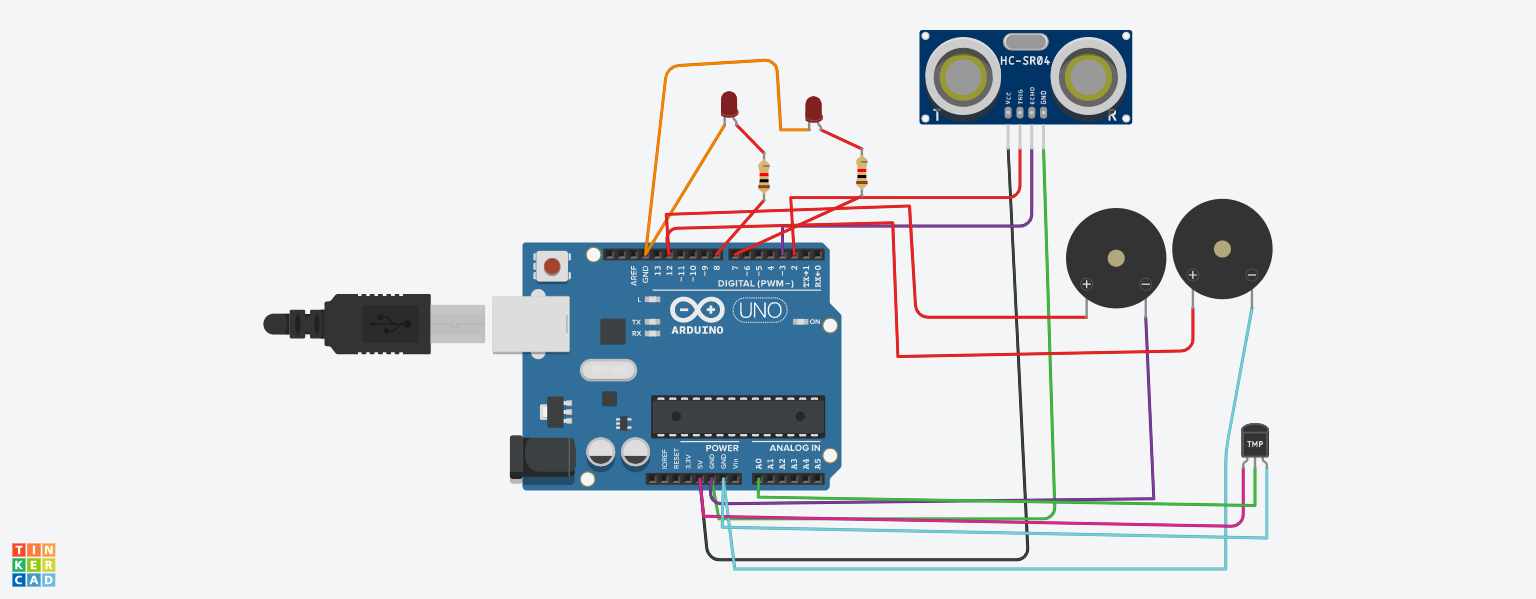 HC-SR04
VCC
TRIG
ECHO
GND
T
R
AREF
GND
13
12
~11
~10
~9
8
7
~6
~5
4
~3
2
TX→1
RX←0
DIGITAL (PWM~)
L
TX
RX
ARDUINO
UNO
ON
+
−
+
−
POWER
ANALOG IN
IOREF
RESET
3.3V
5V
GND
GND
Vin
A0
A1
A2
A3
A4
A5
TMP
TIN
KER
CAD